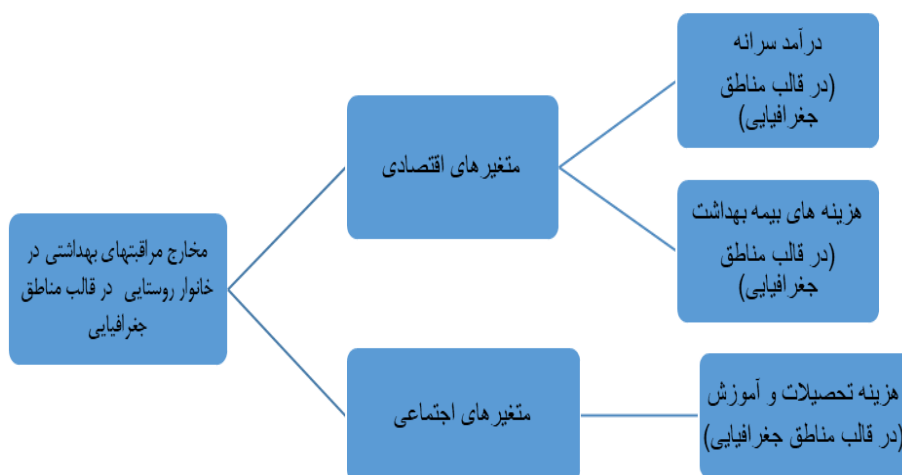 درآمد سرانه
(در قالب مناطق
جغرافیایی)
متغیرهای اقتصادی
هزینه های بیمه بهداشت
(در قالب مناطق
جغرافیایی)
مخارج مراقبتهای بهداشتی در
خانوار روستایی در قالب مناطق
جغرافیایی
متغیرهای اجتماعی
هزینه تحصیلات و آموزش
(در قالب مناطق جغرافیایی)